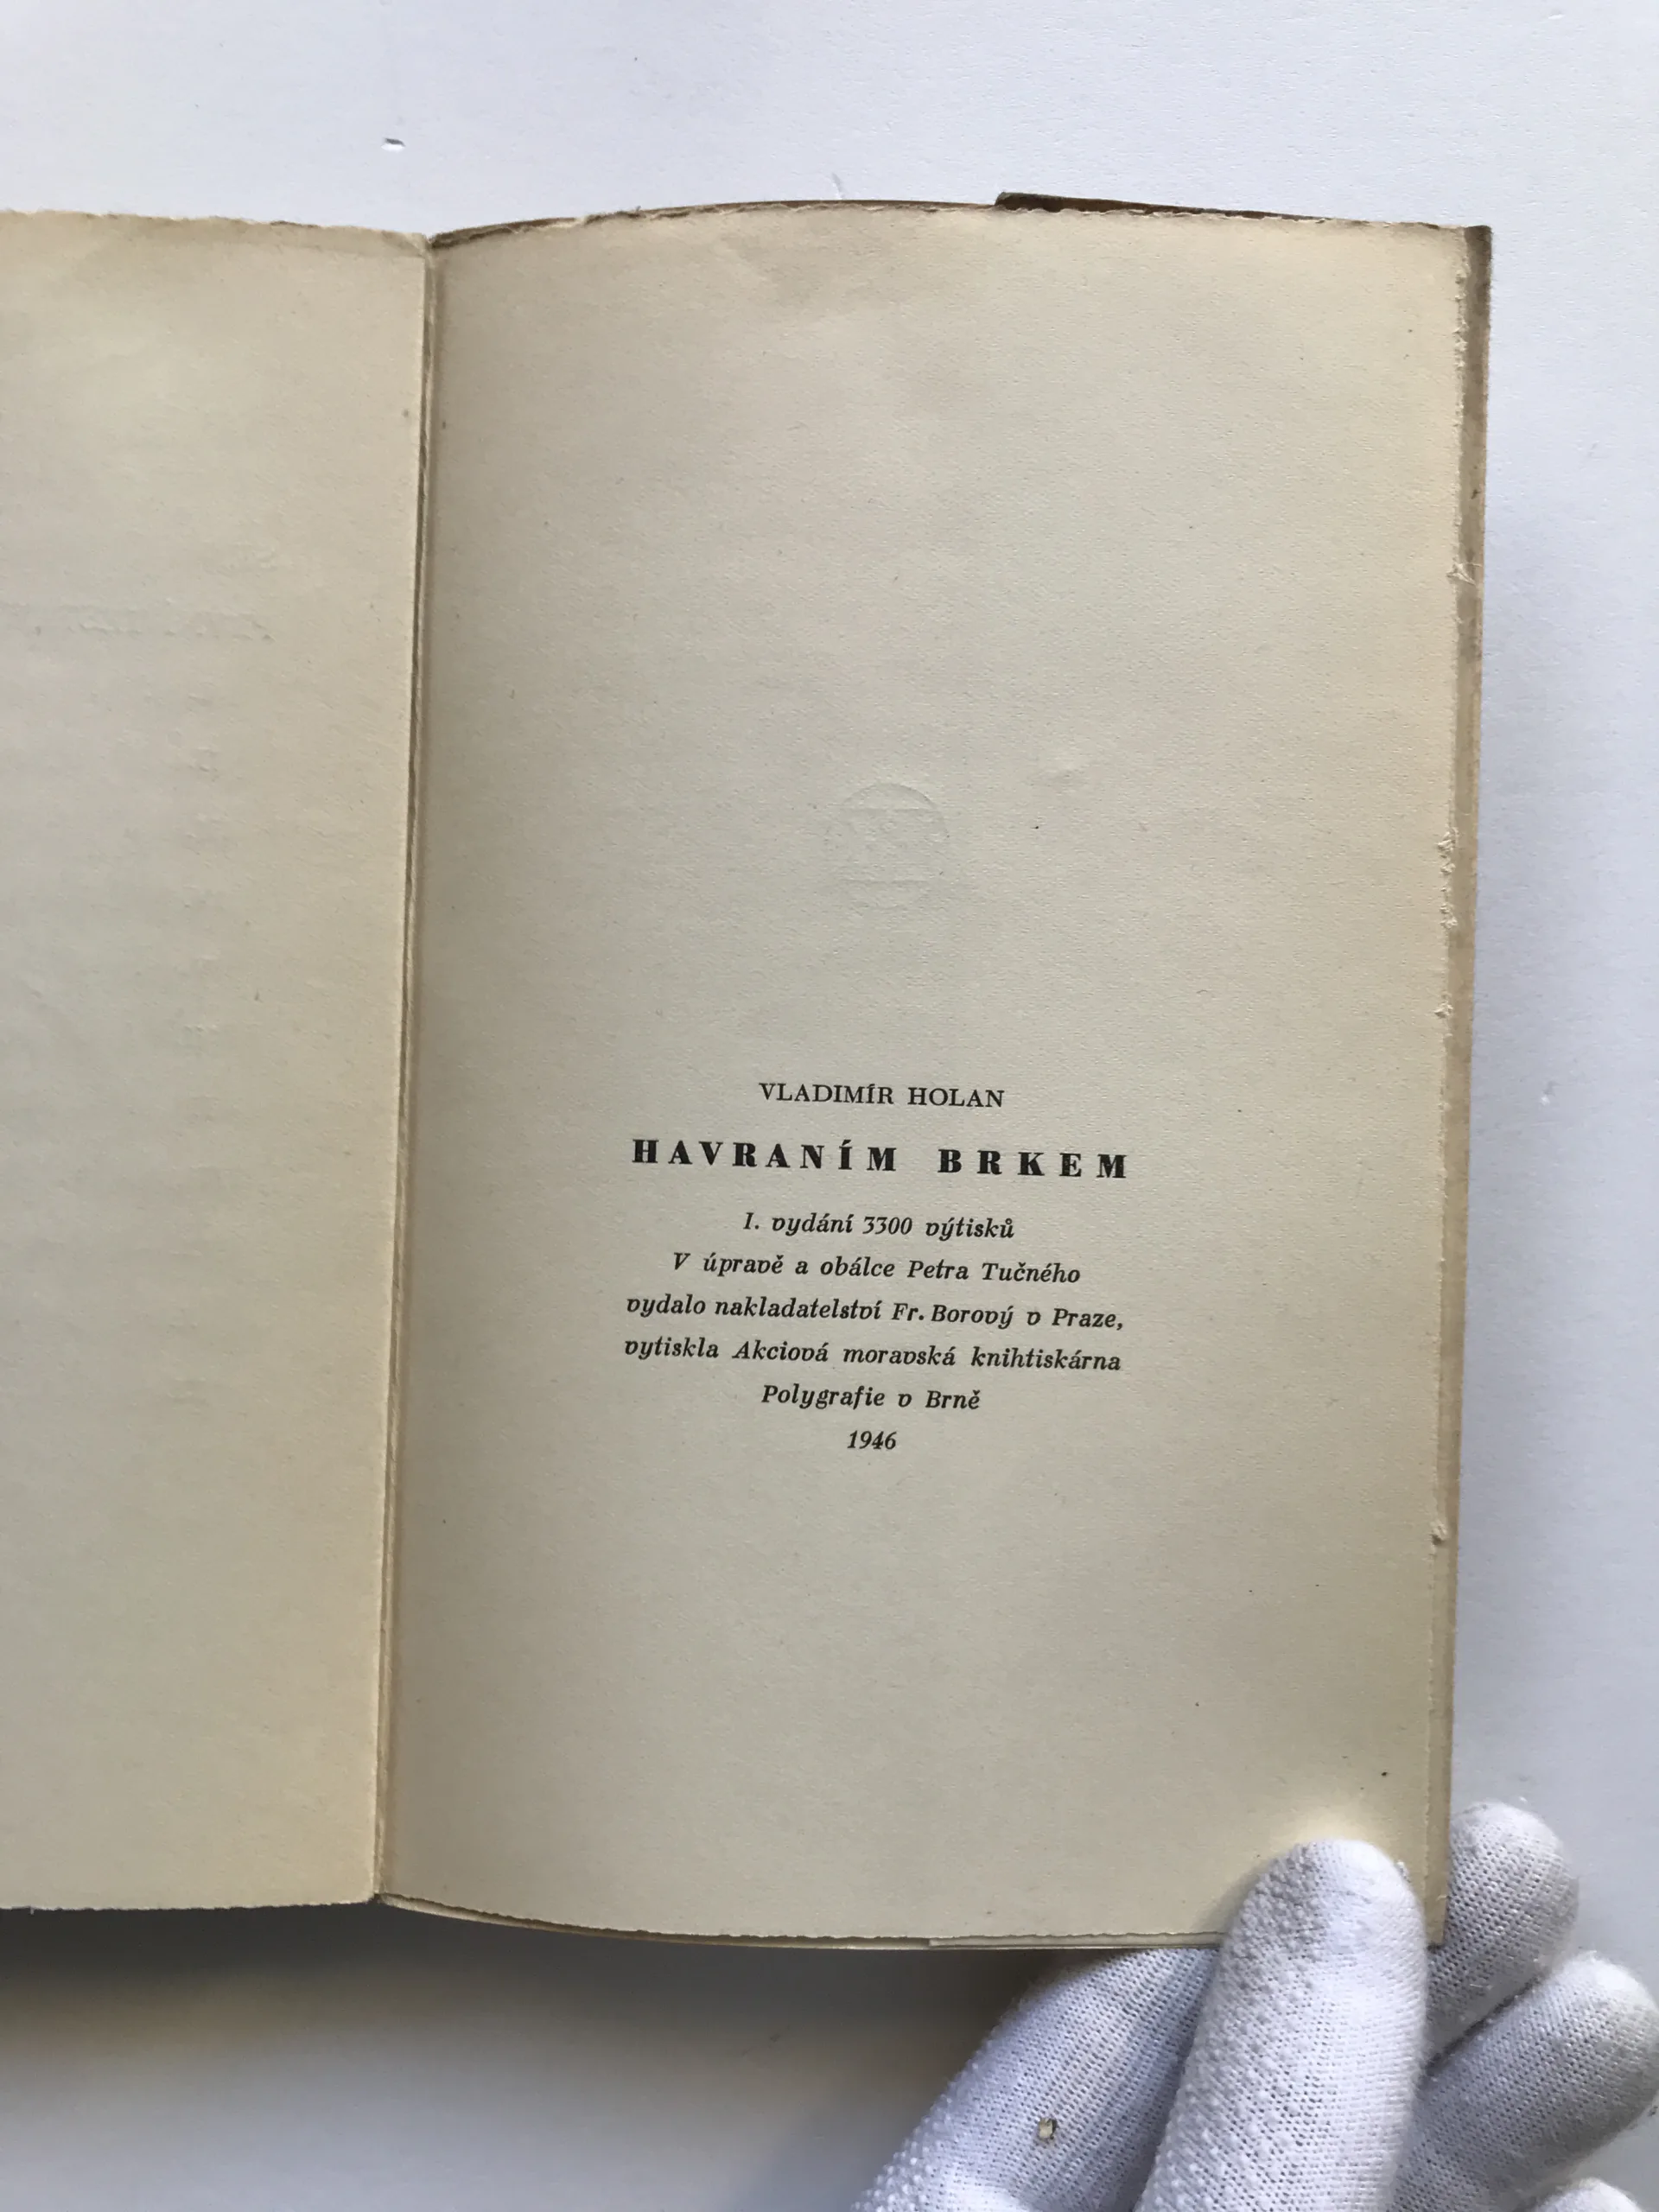 VLADIMÍR HOLAN
HAVRANÍM BRKEM
I. vydání 3300 výtisků
V úpravě a obálce Petra Tučného
vydalo nakladatelství Fr. Borový v Praze,
vytiskla Akciová moravská knihtiskárna
Polygrafie v Brně
1946